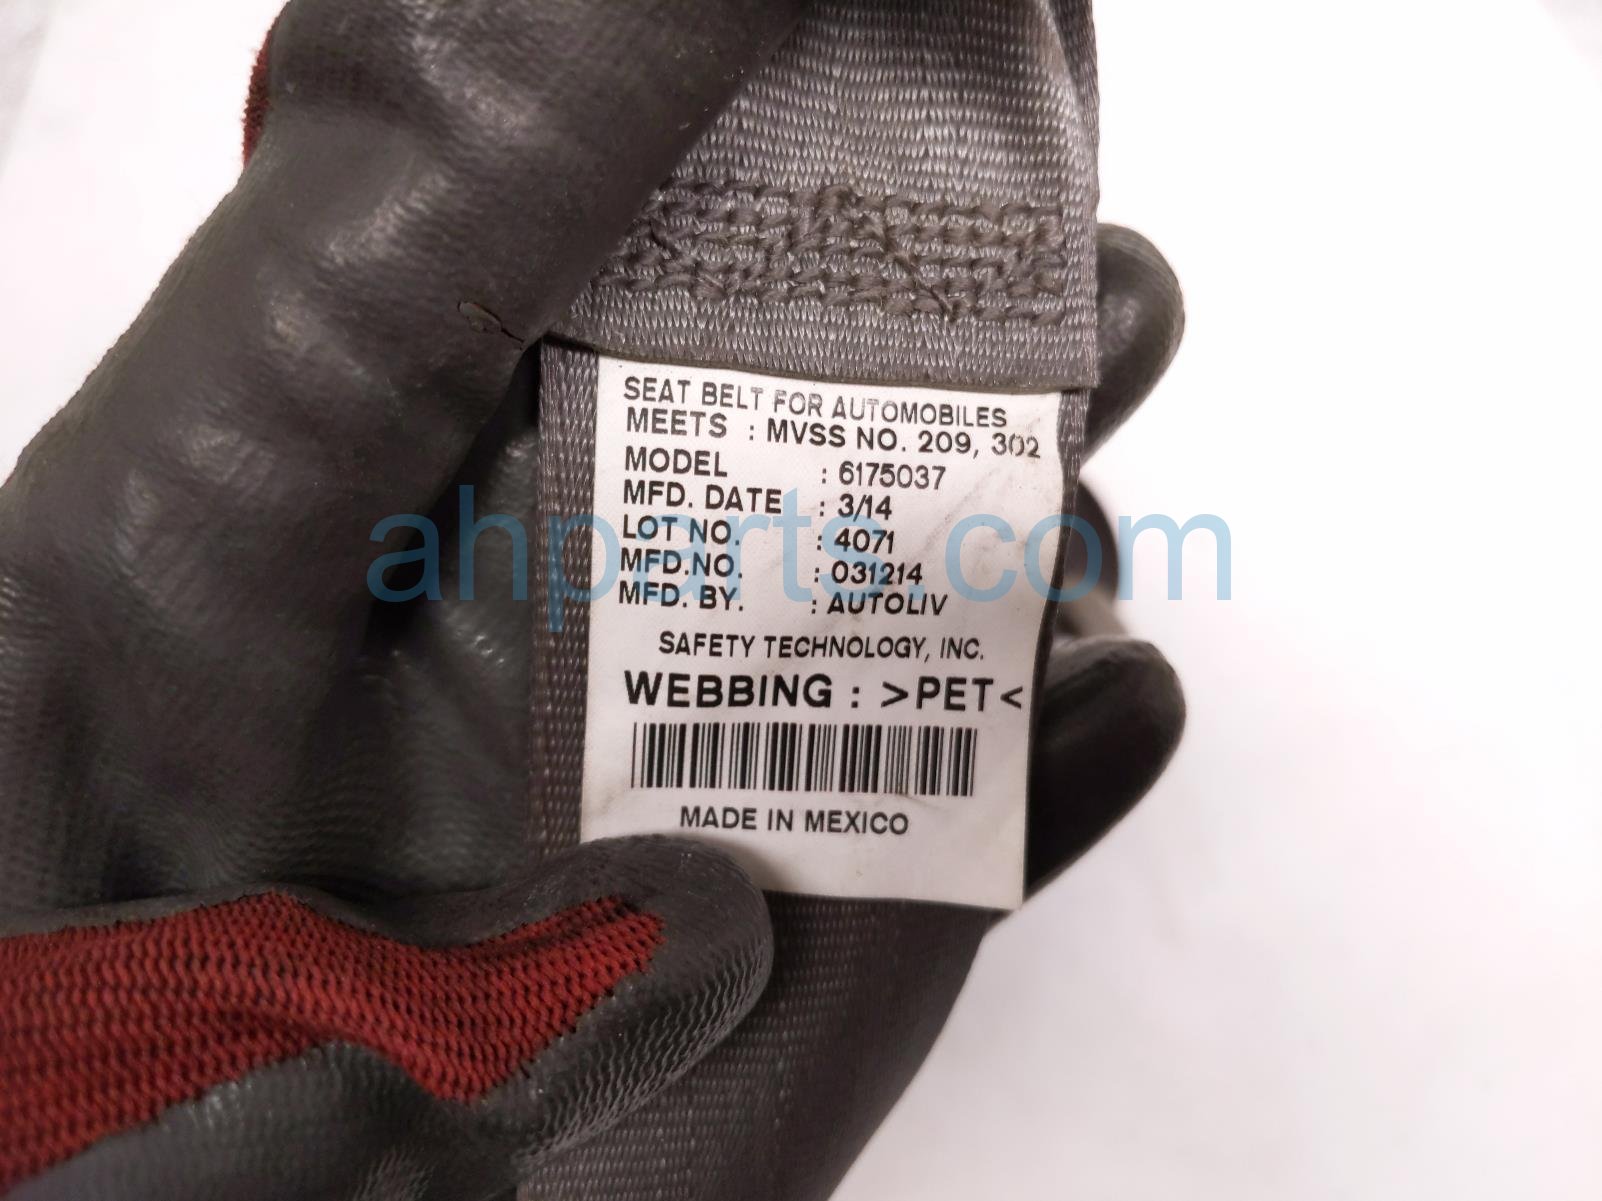 SEAT BELT FOR AUTOMOBILES
MEETS : MVSS NO. 209, 302
MODEL : 6175037
MFD. DATE : 3/14
LOT NO. : 4071
MFD.NO. : 031214
MFD. BY. : AUTOLIV
SAFETY TECHNOLOGY, INC.
WEBBING : >PET<
MADE IN MEXICO
ahparts.com